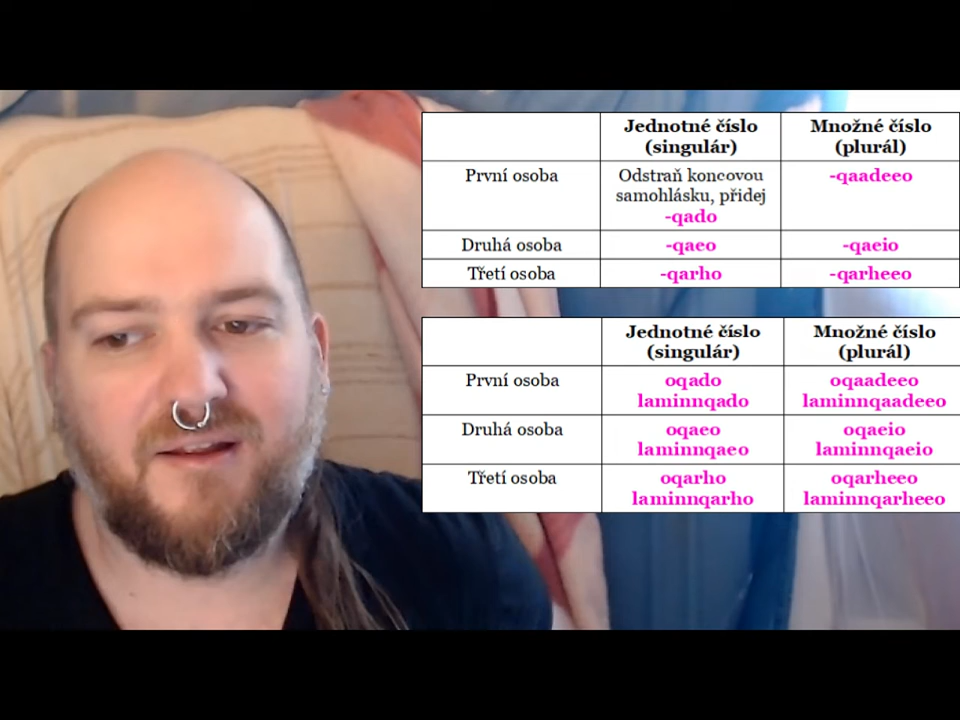 Jednotné číslo Množné číslo
(singulár) (plurál)
První osoba Odstraň koncovou -qaadeeo
samohlásku, přidej
-qado
Druhá osoba -qaeo -qaeio
Třetí osoba -qarho -qarheeo
Jednotné číslo Množné číslo
(singulár) (plurál)
První osoba oqado oqaadeeo
laminnqado laminnqaadeeo
Druhá osoba oqaeo oqaeio
laminnqaeo laminnqaeio
Třetí osoba oqarho oqarheeo
laminnqarho laminnqarheeo